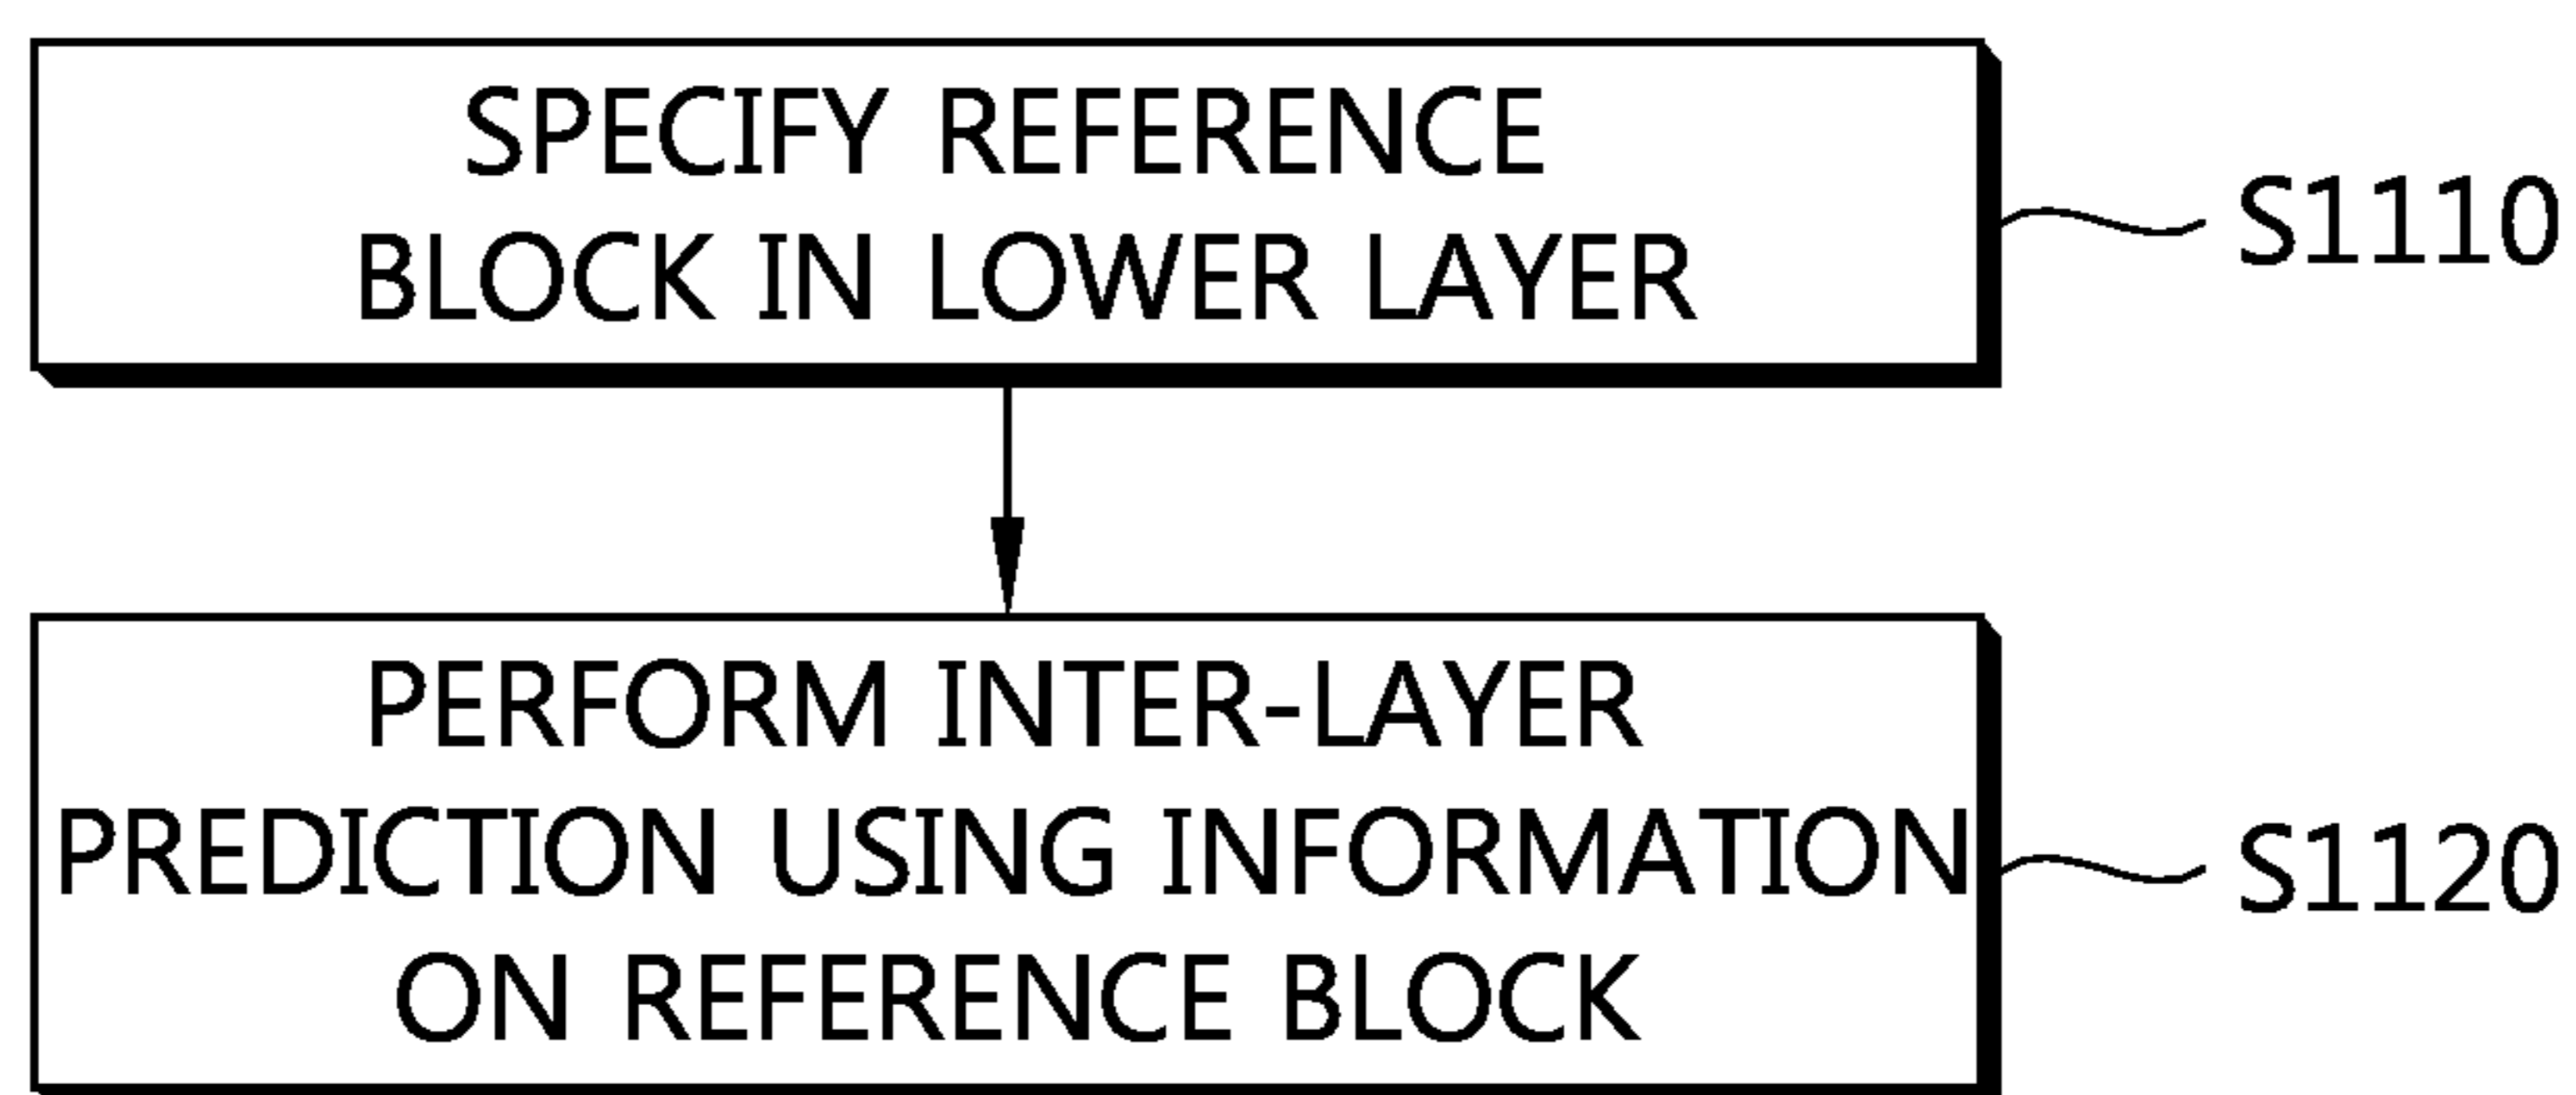 SPECIFY REFERENCE
BLOCK IN LOWER LAYER
S1110
PERFORM INTER-LAYER
PREDICTION USING INFORMATION
ON REFERENCE BLOCK
S1120